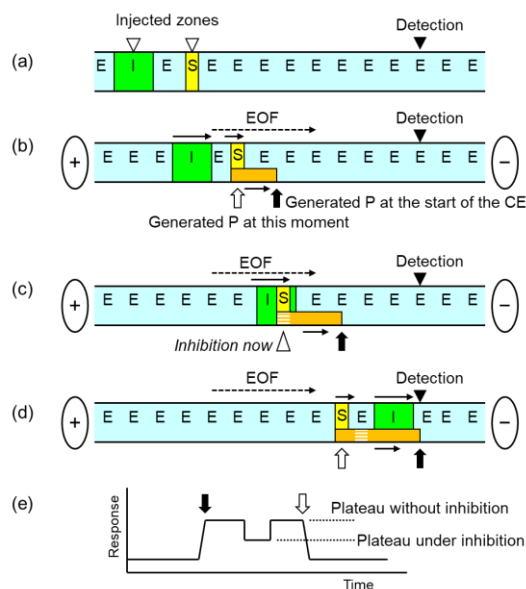 Injected zones
Detection
(a)
E I E S E E E E E E E E E E E
EOF
Detection
(b)
+
E E E I E S E E E E E E E E E
−
Generated P at the start of the CE
Generated P at this moment
EOF
Detection
(c)
+
E E E E E E I S E E E E E E E
−
Inhibition now
EOF
Detection
(d)
+
E E E E E E E E E S E I E E E
−
(e)
Response
Plateau without inhibition
Plateau under inhibition
Time